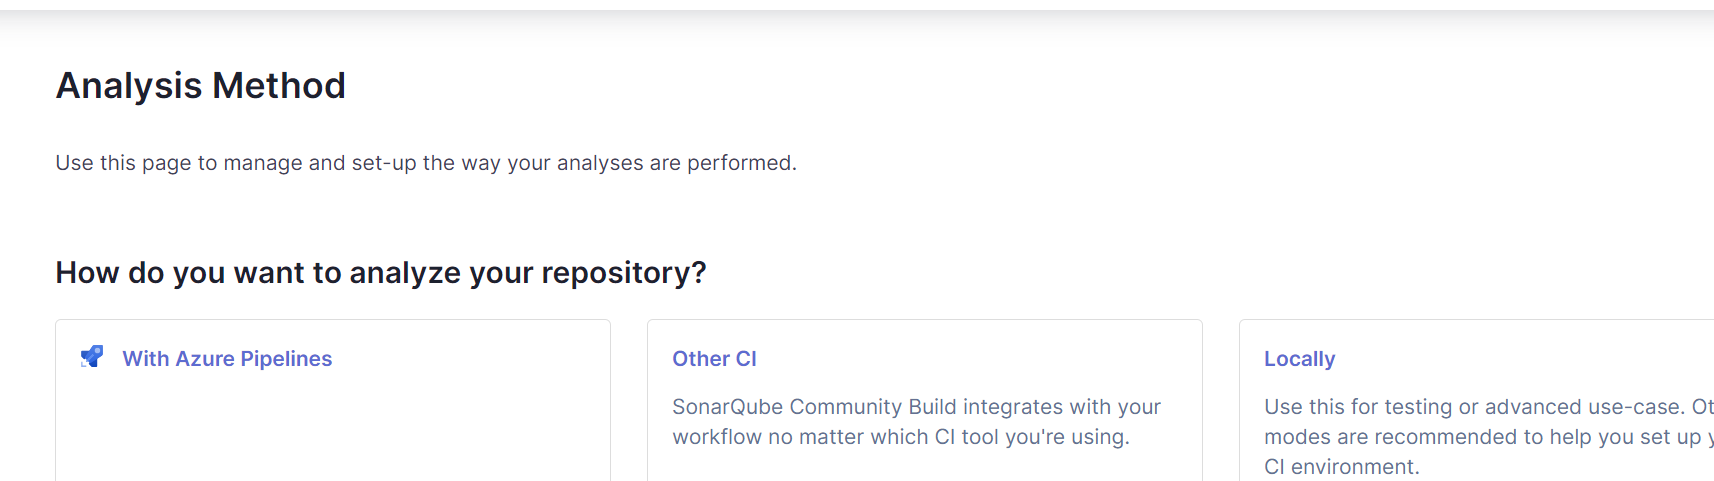 Analysis Method
Use this page to manage and set-up the way your analyses are performed.
How do you want to analyze your repository?
With Azure Pipelines
Other CI
SonarQube Community Build integrates with your
workflow no matter which CI tool you're using.
Locally
Use this for testing or advanced use-case.
modes are recommended to help you set up
CI environment.